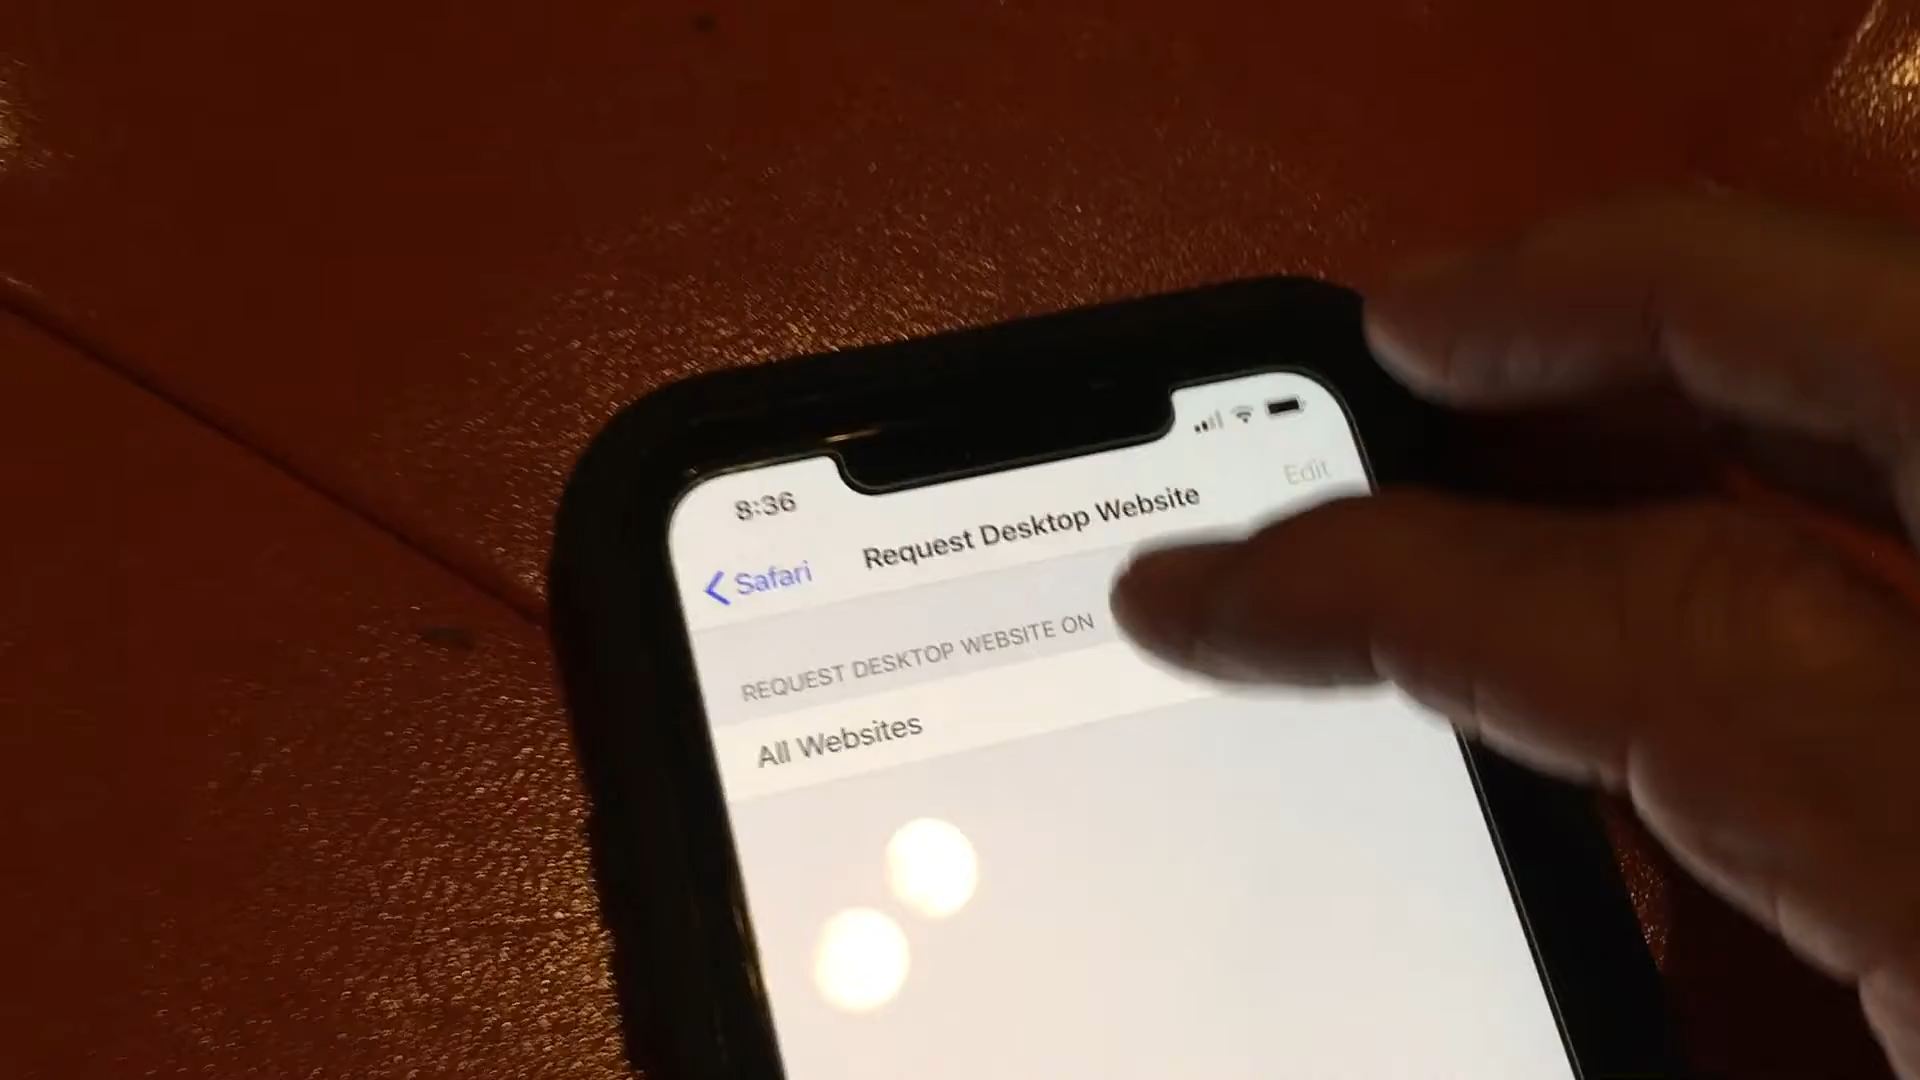 8:36
Edit
Safari
Request Desktop Website
REQUEST DESKTOP WEBSITE ON
All Websites